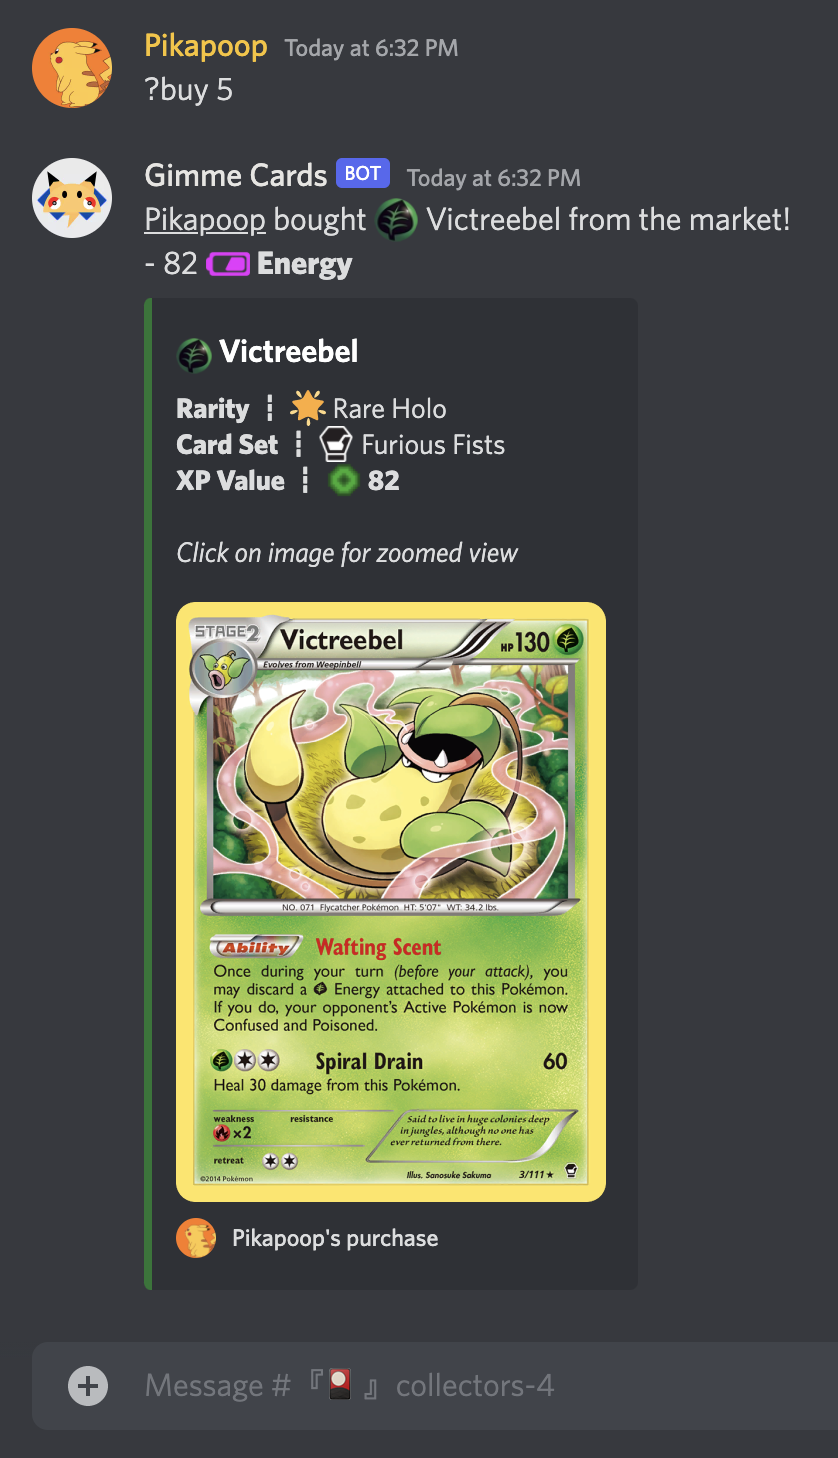 Pikapoop Today at 6:32 PM
?buy 5
Gimme Cards BOT Today at 6:32 PM
Pikapoop bought Victreebel from the market!
- 82 Energy
Victreebel
Rarity ┋ Rare Holo
Card Set ┋ Furious Fists
XP Value ┋ 82
Click on image for zoomed view
STAGE2 Victreebel HP 130
Evolves from Weepinbell
NO. 071 Flycatcher Pokémon HT: 5'07" WT: 34.2 lbs.
Ability Wafting Scent
Once during your turn (before your attack), you
may discard a Energy attached to this Pokémon.
If you do, your opponent's Active Pokémon is now
Confused and Poisoned.
Spiral Drain 60
Heal 30 damage from this Pokémon.
weakness resistance
×2
Said to live in huge colonies deep
in jungles, although no one has
ever returned from there.
retreat
©2014 Pokémon Illus. Sanosuke Sakuma 3/111 ★
Pikapoop's purchase
Message # 『🎴』 collectors-4